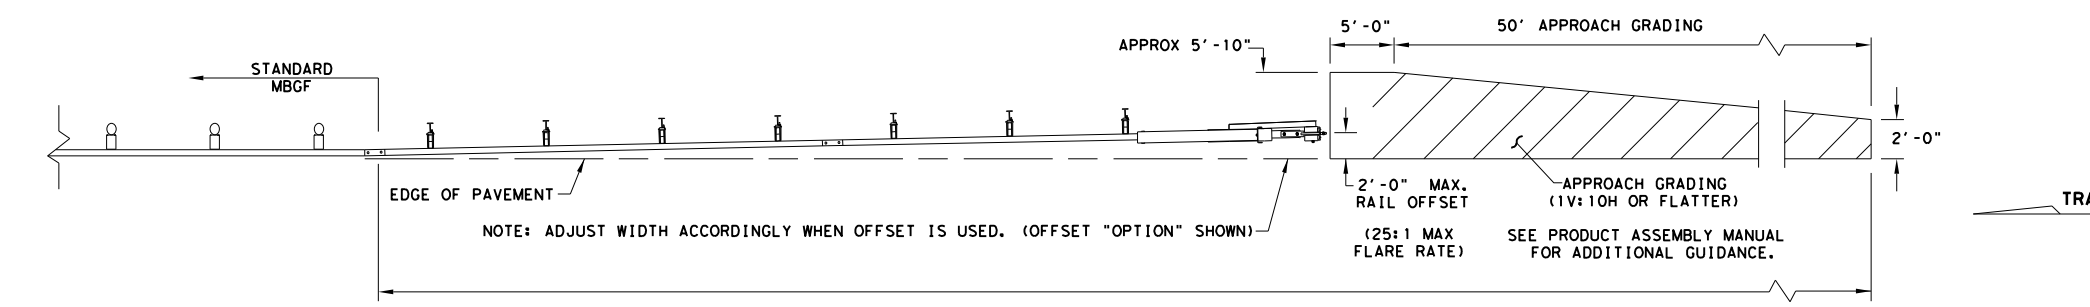 5'-0"
50' APPROACH GRADING
APPROX 5'-10"
STANDARD
MBGF
2'-0"
EDGE OF PAVEMENT
2'-0" MAX.
RAIL OFFSET
APPROACH GRADING
(1V:10H OR FLATTER)
NOTE: ADJUST WIDTH ACCORDINGLY WHEN OFFSET IS USED. (OFFSET "OPTION" SHOWN)
(25:1 MAX
FLARE RATE)
SEE PRODUCT ASSEMBLY MANUAL
FOR ADDITIONAL GUIDANCE.